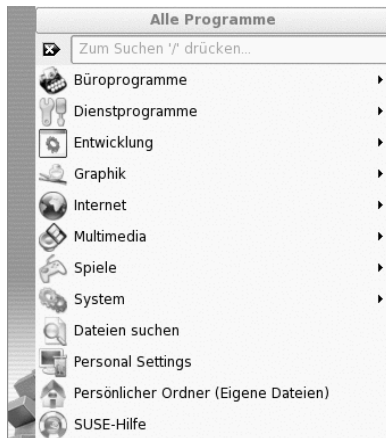 Alle Programme
Zum Suchen '/' drücken...
Büroprogramme
Dienstprogramme
Entwicklung
Graphik
Internet
Multimedia
Spiele
System
Dateien suchen
Personal Settings
Persönlicher Ordner (Eigene Dateien)
SUSE-Hilfe